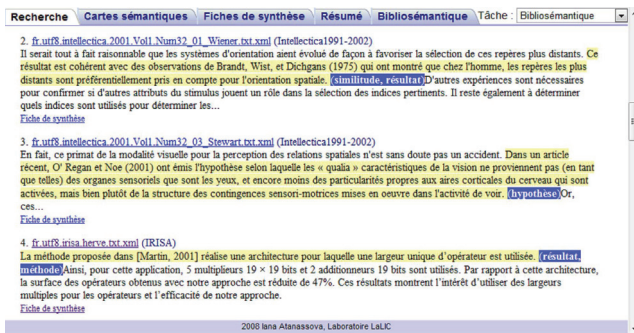 Recherche Cartes sémantiques Fiches de synthèse Résumé Bibliosémantique Tâche : Bibliosémantique
2. fr.utf8.intellectica.2001.Vol1.Num32_01_Wiener.txt.xml (Intellectica1991-2002)
Il serait tout à fait raisonnable que les systèmes d'orientation aient évolué de façon à favoriser la sélection de ces repères plus distants. Ce
résultat est cohérent avec des observations de Brandt, Wist, et Dichgans (1975) qui ont montré que chez l'homme, les repères les plus
distants sont préférentiellement pris en compte pour l'orientation spatiale. (similitude, résultat)D'autres expériences sont nécessaires
pour confirmer si d'autres attributs du stimulus jouent un rôle dans la sélection des indices pertinents. Il reste également à déterminer
quels indices sont utilisés pour déterminer les...
Fiche de synthèse
3. fr.utf8.intellectica.2001.Vol1.Num32_03_Stewart.txt.xml (Intellectica1991-2002)
En fait, ce primat de la modalité visuelle pour la perception des relations spatiales n'est sans doute pas un accident. Dans un article
récent, O' Regan et Noe (2001) ont émis l'hypothèse selon laquelle les « qualia » caractéristiques de la vision ne proviennent pas (en tant
que telles) des organes sensoriels que sont les yeux, et encore moins des particularités propres aux aires corticales du cerveau qui sont
activées, mais bien plutôt de la structure des contingences sensori-motrices mises en oeuvre dans l'activité de voir. (hypothèse)Or,
ces...
Fiche de synthèse
4. fr.utf8.irisa.herve.txt.xml (IRISA)
La méthode proposée dans [Martin, 2001] réalise une architecture pour laquelle une largeur unique d'opérateur est utilisée. (résultat,
méthode)Ainsi, pour cette application, 5 multiplieurs 19 × 19 bits et 2 additionneurs 19 bits sont utilisés. Par rapport à cette architecture,
la surface des opérateurs obtenus avec notre approche est réduite de 47%. Ces résultats montrent l'intérêt d'utiliser des largeurs
multiples pour les opérateurs et l'efficacité de notre approche.
Fiche de synthèse
2008 Iana Atanassova, Laboratoire LaLIC